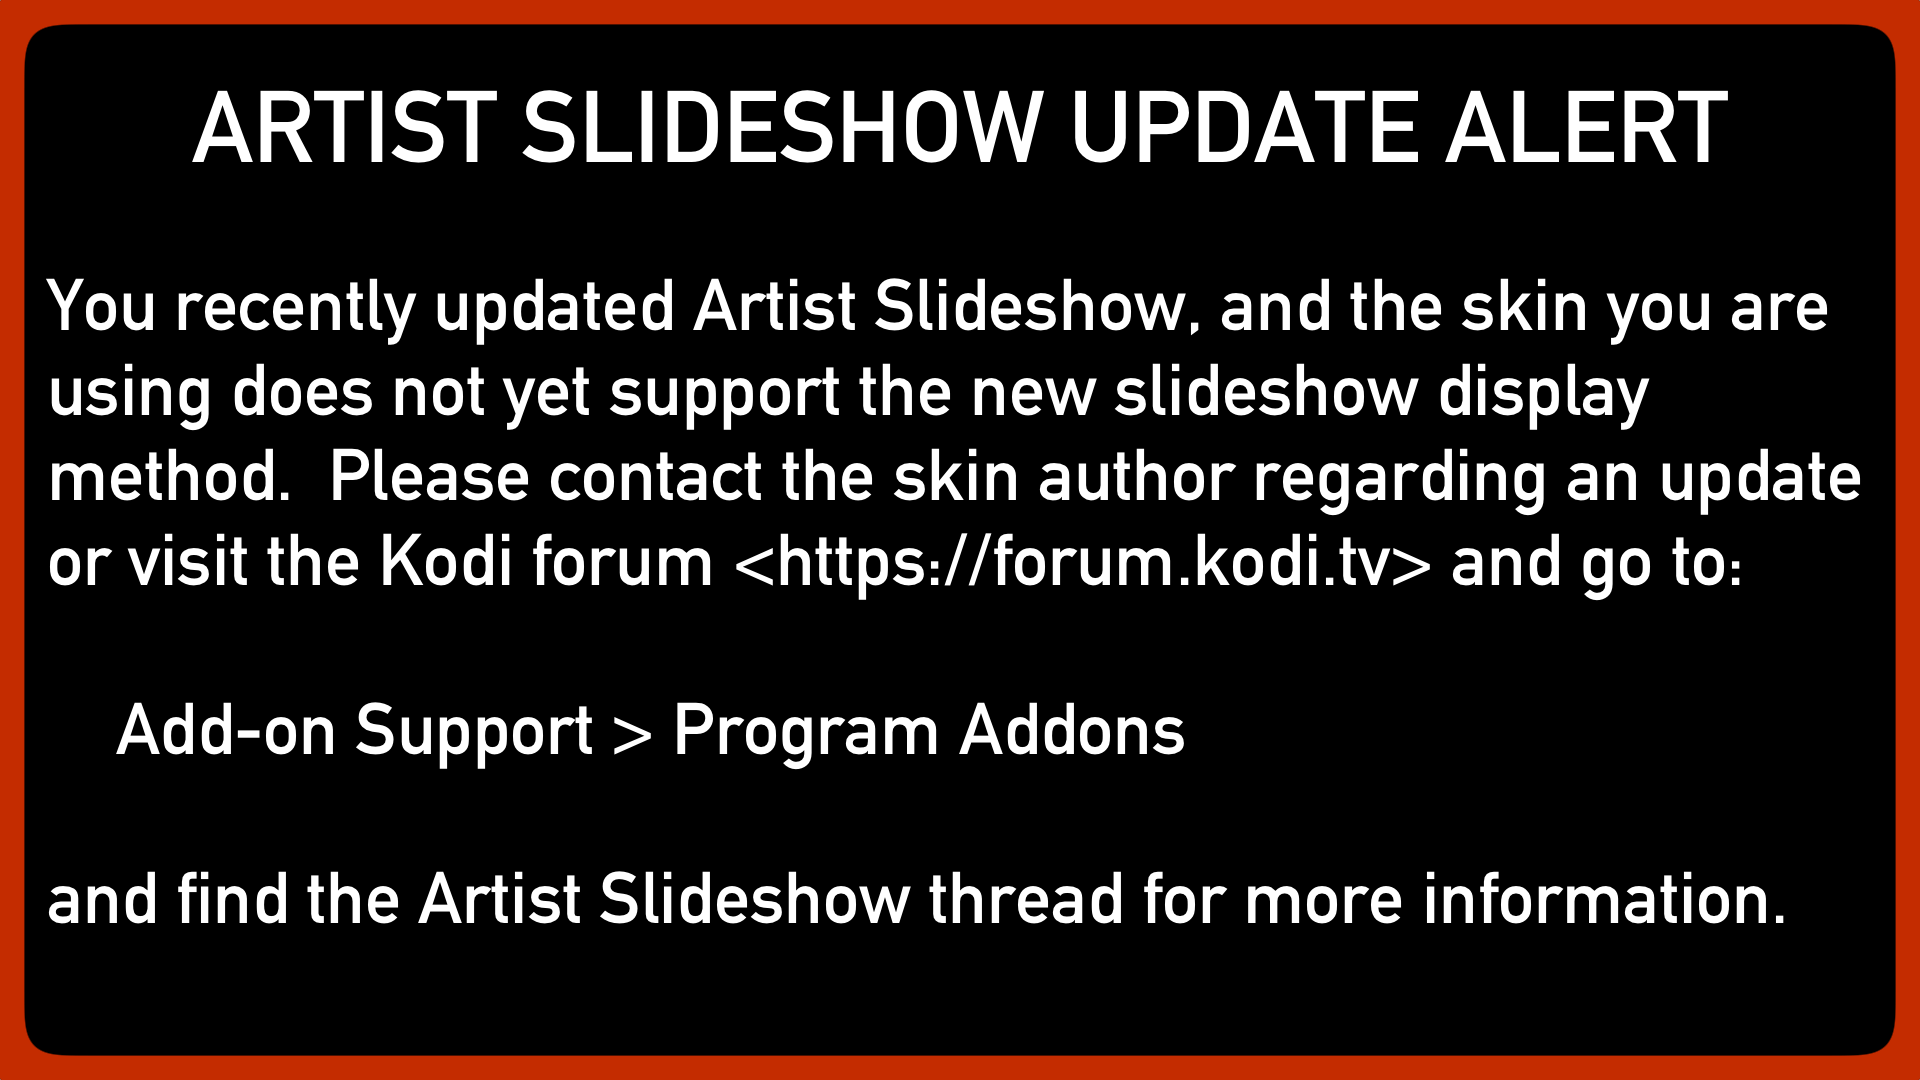 ARTIST SLIDESHOW UPDATE ALERT
You recently updated Artist Slideshow, and the skin you are
using does not yet support the new slideshow display
method.  Please contact the skin author regarding an update
or visit the Kodi forum <https://forum.kodi.tv> and go to:
Add-on Support > Program Addons
and find the Artist Slideshow thread for more information.